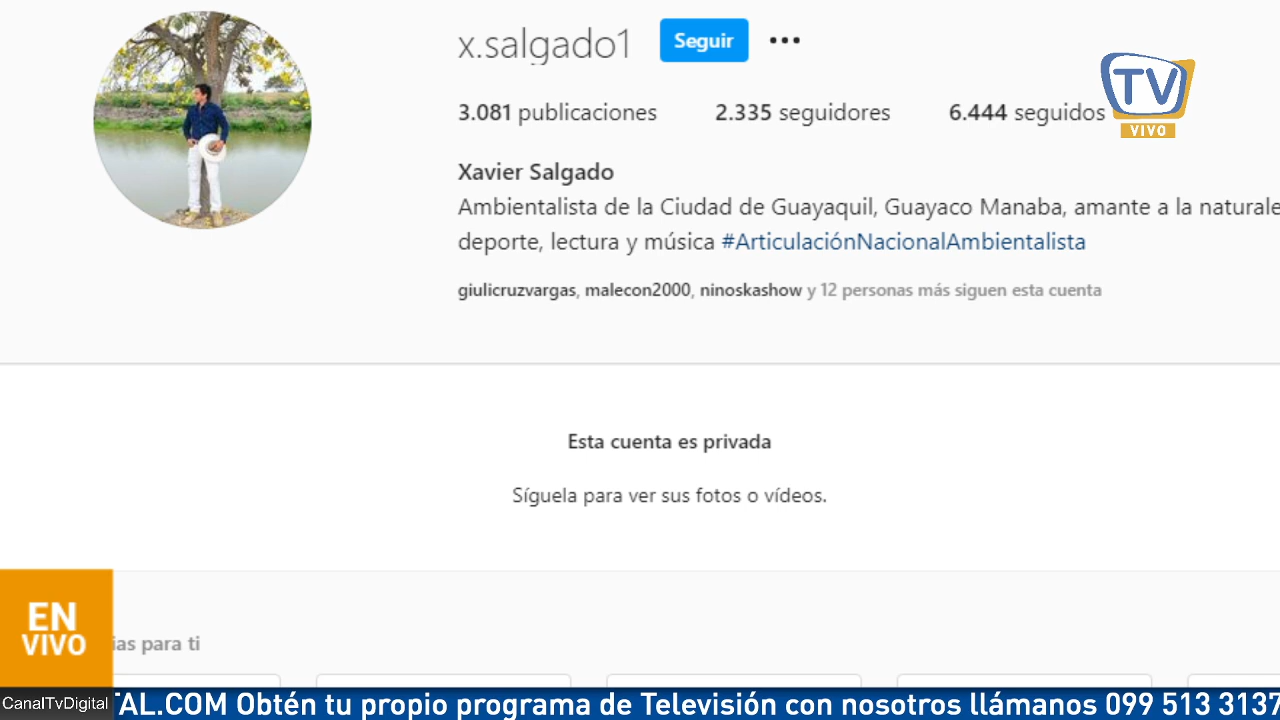 x.salgado1 Seguir
3.081 publicaciones 2.335 seguidores 6.444 seguidos
TV
VIVO
Xavier Salgado
Ambientalista de la Ciudad de Guayaquil, Guayaco Manaba, amante a la naturale
deporte, lectura y música #ArticulaciónNacionalAmbientalista
giulicruzvargas, malecon2000, ninoskashow y 12 personas más siguen esta cuenta
Esta cuenta es privada
Síguela para ver sus fotos o vídeos.
EN
VIVO
ias para ti
CanalTvDigital
TAL.COM Obtén tu propio programa de Televisión con nosotros llámanos 099 513 3137